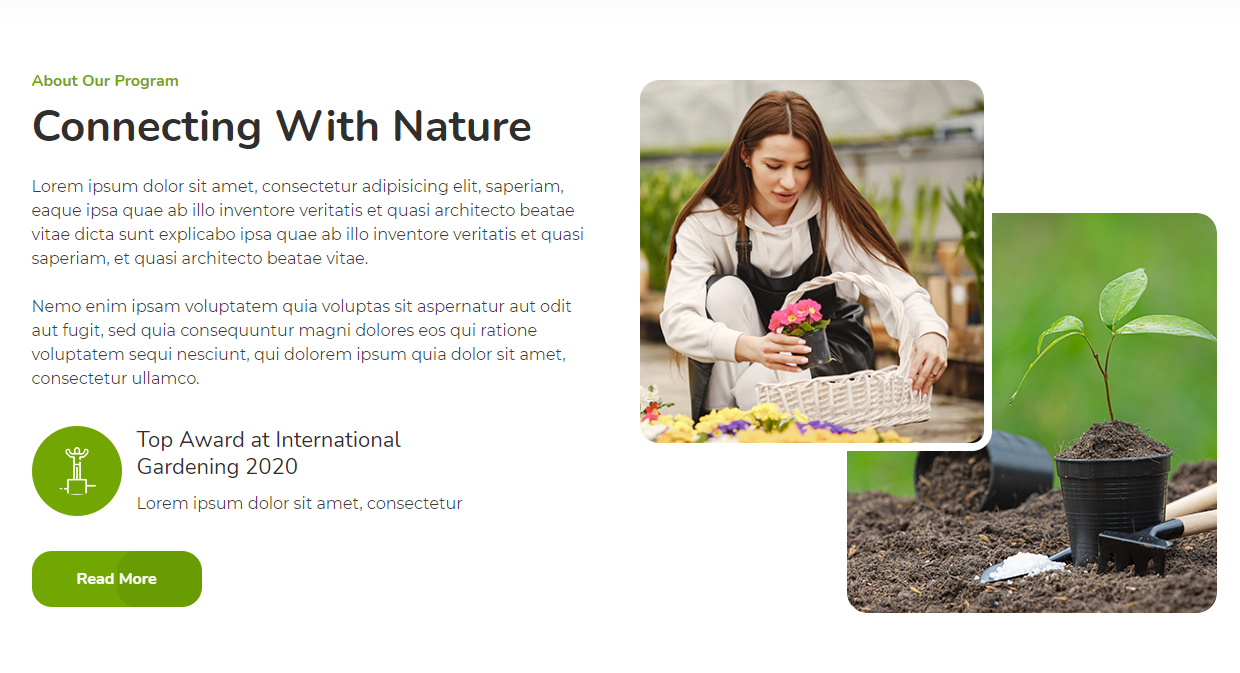 About Our Program
Connecting With Nature
Lorem ipsum dolor sit amet, consectetur adipisicing elit, saperiam,
eaque ipsa quae ab illo inventore veritatis et quasi architecto beatae
vitae dicta sunt explicabo ipsa quae ab illo inventore veritatis et quasi
saperiam, et quasi architecto beatae vitae.
Nemo enim ipsam voluptatem quia voluptas sit aspernatur aut odit
aut fugit, sed quia consequuntur magni dolores eos qui ratione
voluptatem sequi nesciunt, qui dolorem ipsum quia dolor sit amet,
consectetur ullamco.
Top Award at International
Gardening 2020
Lorem ipsum dolor sit amet, consectetur
Read More